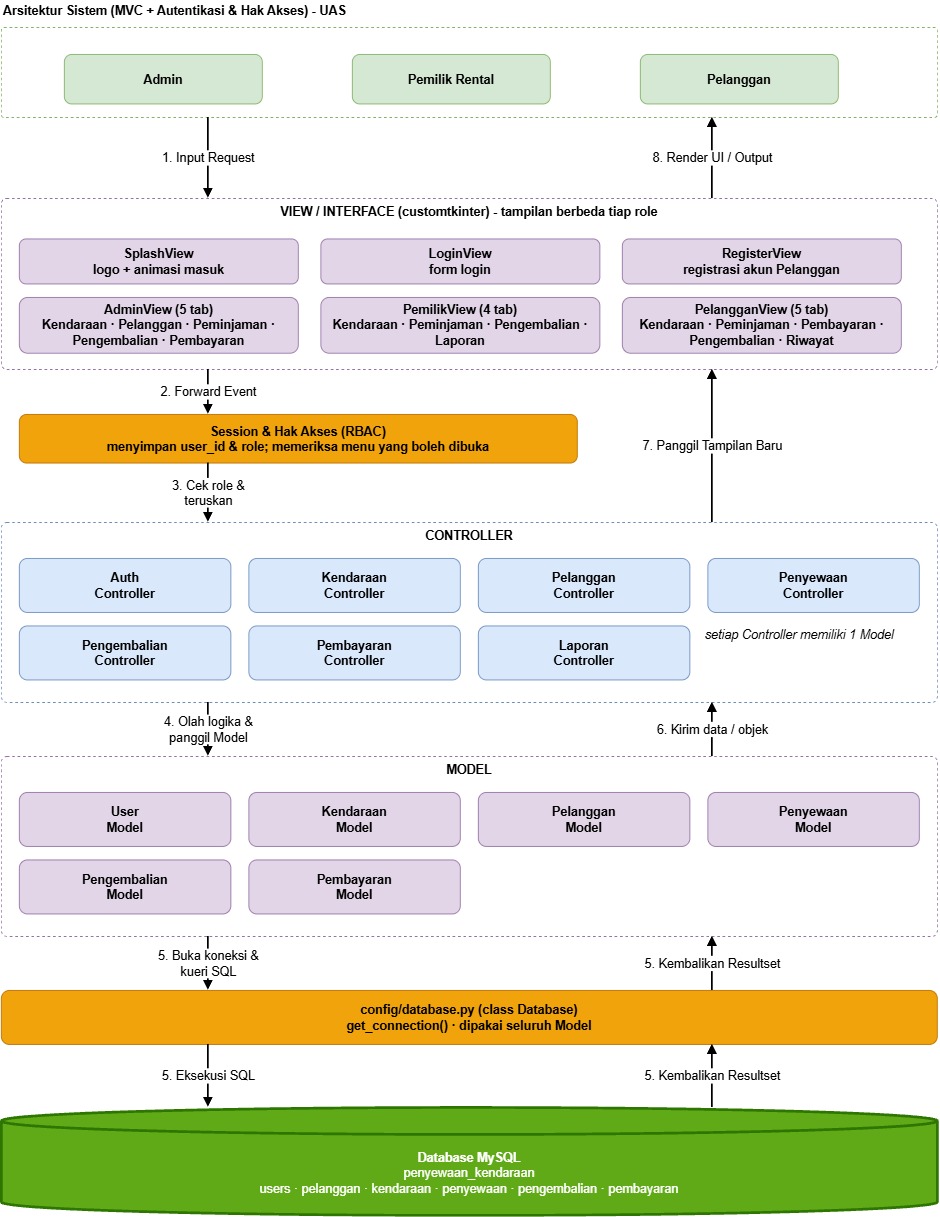 Arsitektur Sistem (MVC + Autentikasi & Hak Akses) - UAS
Admin
Pemilik Rental
Pelanggan
1. Input Request
8. Render UI / Output
VIEW / INTERFACE (customtkinter) - tampilan berbeda tiap role
SplashView
logo + animasi masuk
LoginView
form login
RegisterView
registrasi akun Pelanggan
AdminView (5 tab)
Kendaraan · Pelanggan · Peminjaman ·
Pengembalian · Pembayaran
PemilikView (4 tab)
Kendaraan · Peminjaman · Pengembalian ·
Laporan
PelangganView (5 tab)
Kendaraan · Peminjaman · Pembayaran ·
Pengembalian · Riwayat
2. Forward Event
Session & Hak Akses (RBAC)
menyimpan user_id & role; memeriksa menu yang boleh dibuka
7. Panggil Tampilan Baru
3. Cek role &
teruskan
CONTROLLER
Auth
Controller
Kendaraan
Controller
Pelanggan
Controller
Penyewaan
Controller
Pengembalian
Controller
Pembayaran
Controller
Laporan
Controller
setiap Controller memiliki 1 Model
4. Olah logika &
panggil Model
6. Kirim data / objek
MODEL
User
Model
Kendaraan
Model
Pelanggan
Model
Penyewaan
Model
Pengembalian
Model
Pembayaran
Model
5. Buka koneksi &
kueri SQL
5. Kembalikan Resultset
config/database.py (class Database)
get_connection() · dipakai seluruh Model
5. Eksekusi SQL
5. Kembalikan Resultset
Database MySQL
penyewaan_kendaraan
users · pelanggan · kendaraan · penyewaan · pengembalian · pembayaran